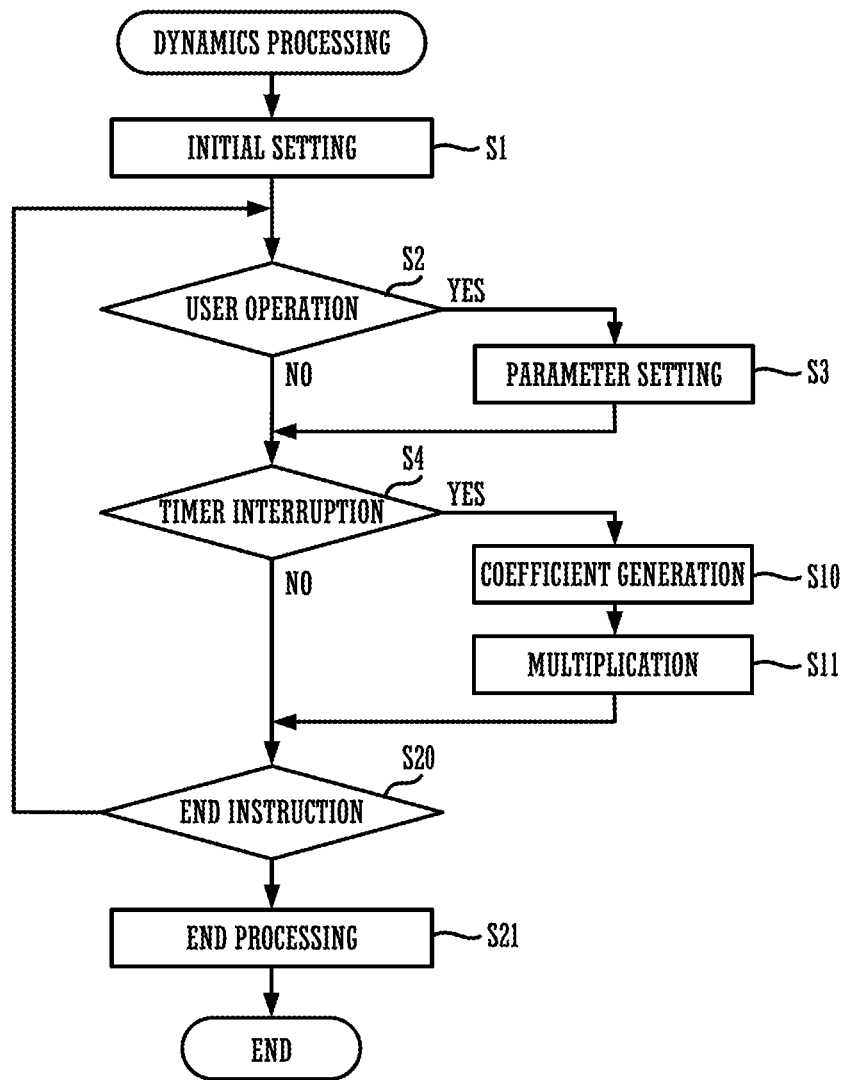 DYNAMICS PROCESSING
INITIAL SETTING
S1
S2
USER OPERATION
YES
NO
PARAMETER SETTING
S3
S4
TIMER INTERRUPTION
YES
NO
COEFFICIENT GENERATION
S10
MULTIPLICATION
S11
S20
END INSTRUCTION
END PROCESSING
S21
END